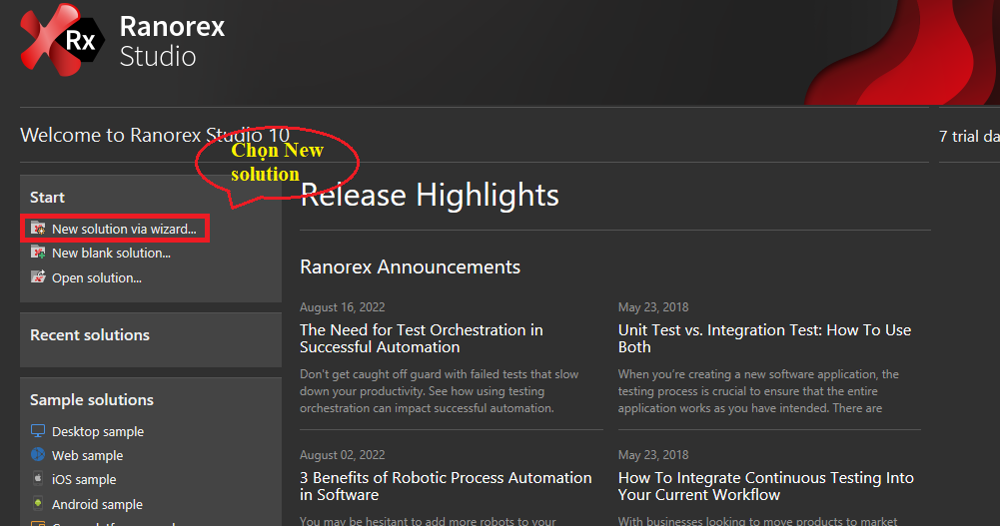 Rx
Ranorex
Studio
Welcome to Ranorex Studio 10
7 trial da
Chọn New
solution
Start
New solution via wizard...
New blank solution...
Open solution...
Recent solutions
Sample solutions
Desktop sample
Web sample
iOS sample
Android sample
Release Highlights
Ranorex Announcements
August 16, 2022
The Need for Test Orchestration in
Successful Automation
Don't get caught off guard with failed tests that slow
down your productivity. See how using testing
orchestration can impact successful automation.
May 23, 2018
Unit Test vs. Integration Test: How To Use
Both
When you're creating a new software application, the
testing process is crucial to ensure that the entire
application works as you have intended. There are
August 02, 2022
3 Benefits of Robotic Process Automation
in Software
You may be hesitant to add more robots to your
May 23, 2018
How To Integrate Continuous Testing Into
Your Current Workflow
With businesses looking to move products to market